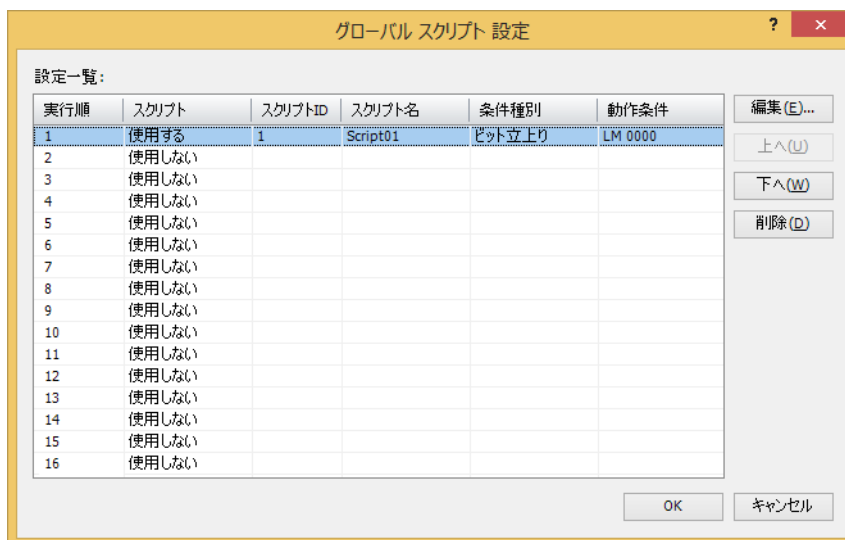 グローバル スクリプト 設定
? ×
設定一覧:
実行順 スクリプト スクリプトID スクリプト名 条件種別 動作条件
1 使用する 1 Script01 ビット立上り LM 0000
2 使用しない
3 使用しない
4 使用しない
5 使用しない
6 使用しない
7 使用しない
8 使用しない
9 使用しない
10 使用しない
11 使用しない
12 使用しない
13 使用しない
14 使用しない
15 使用しない
16 使用しない
編集(E)...
上へ(U)
下へ(W)
削除(D)
OK キャンセル